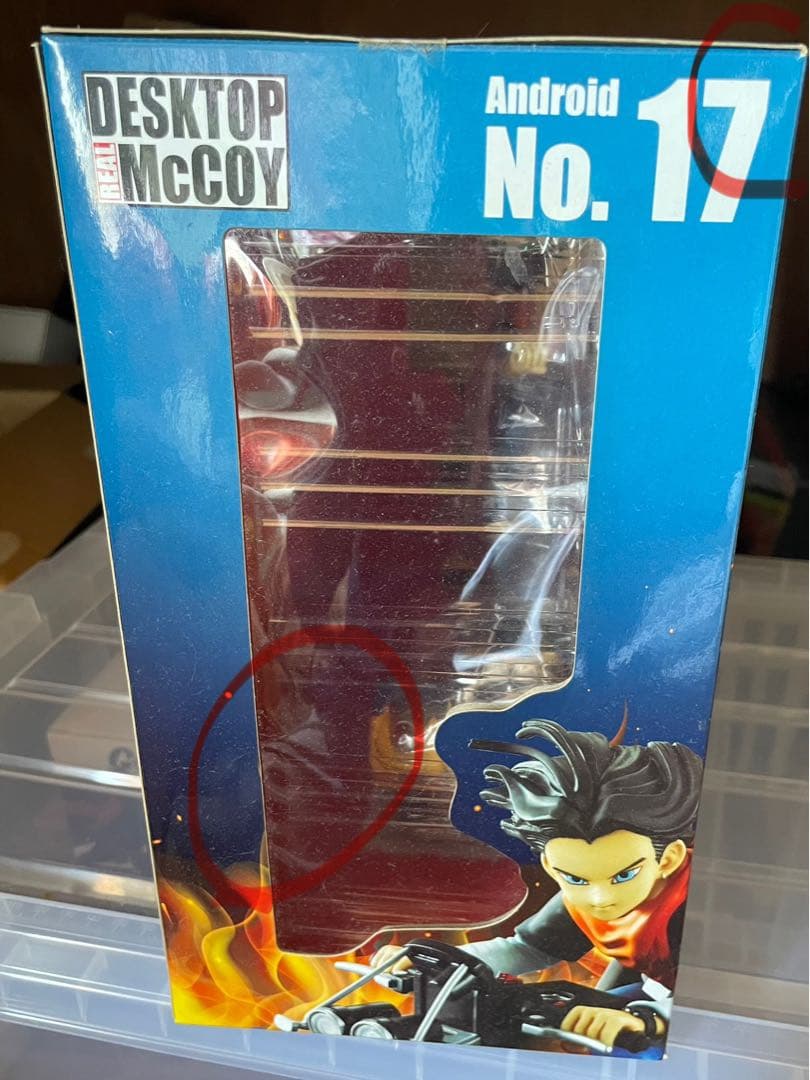 DESKTOP
REAL McCOY
Android
No. 17